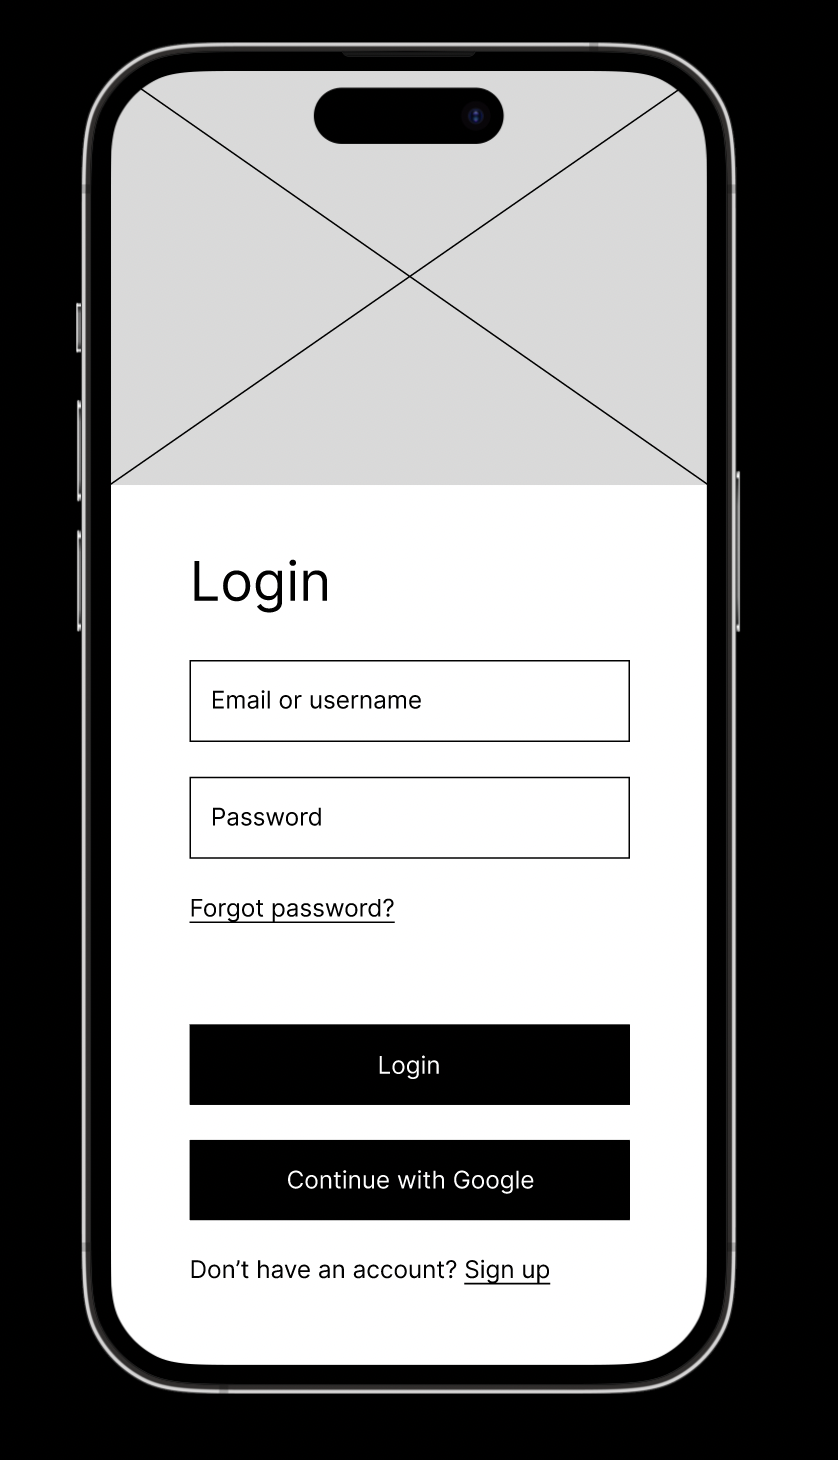 Login
Email or username
Password
Forgot password?
Login
Continue with Google
Don’t have an account? Sign up